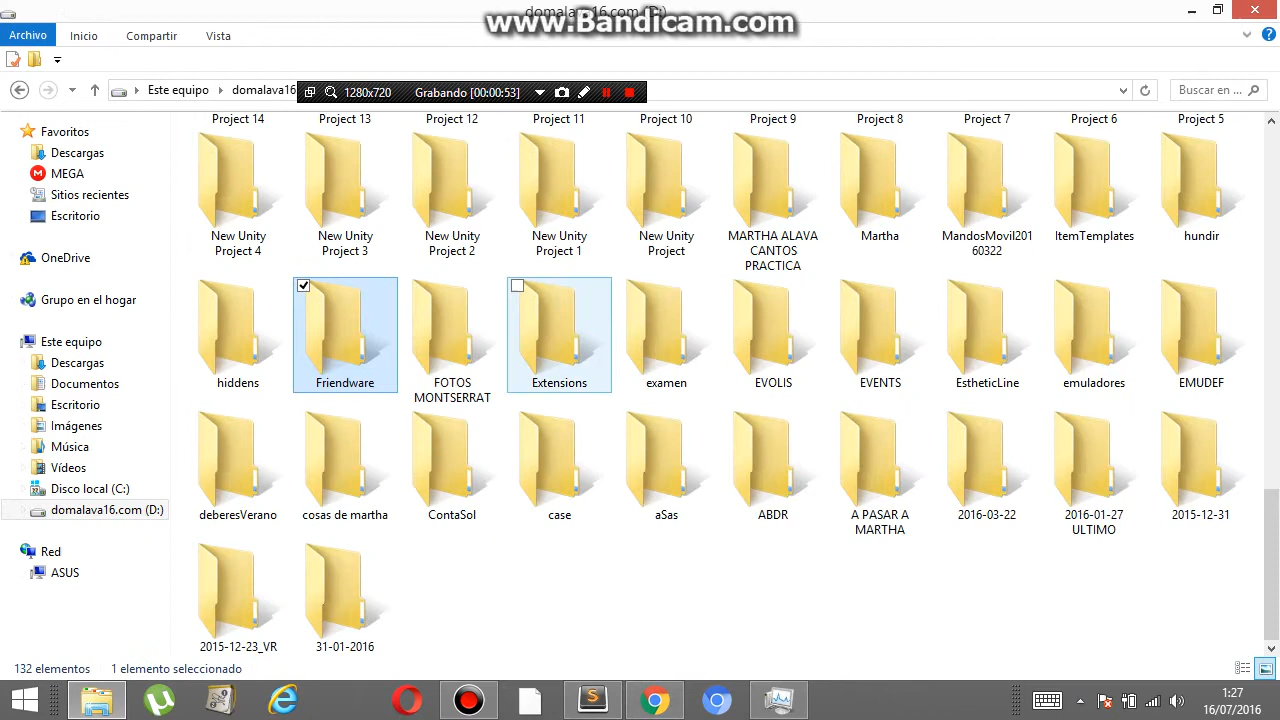 domalava16.com (D:)
www.Bandicam.com
Archivo
Inicio
Compartir
Vista
Este equipo
domalava16
1280x720
Grabando [00:00:53]
Buscar en ...
Favoritos
Descargas
MEGA
Sitios recientes
Escritorio
OneDrive
Grupo en el hogar
Este equipo
Descargas
Documentos
Escritorio
Imágenes
Música
Vídeos
Disco local (C:)
domalava16.com (D:)
Red
ASUS
Project 14
Project 13
Project 12
Project 11
Project 10
Project 9
Project 8
Project 7
Project 6
Project 5
New Unity
Project 4
New Unity
Project 3
New Unity
Project 2
New Unity
Project 1
New Unity
Project
MARTHA ALAVA
CANTOS
PRACTICA
Martha
MandosMovil201
60322
ItemTemplates
hundir
hiddens
Friendware
FOTOS
MONTSERRAT
Extensions
examen
EVOLIS
EVENTS
EstheticLine
emuladores
EMUDEF
deberesVerano
cosas de martha
ContaSol
case
aSas
ABDR
A PASAR A
MARTHA
2016-03-22
2016-01-27
ULTIMO
2015-12-31
2015-12-23_VR
31-01-2016
132 elementos
1 elemento seleccionado
1:27
16/07/2016